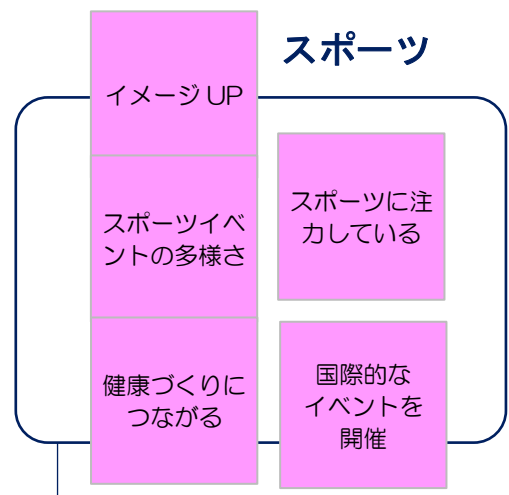 スポーツ
イメージUP
スポーツイベ
ントの多様さ
健康づくりに
つながる
スポーツに注
力している
国際的な
イベントを
開催